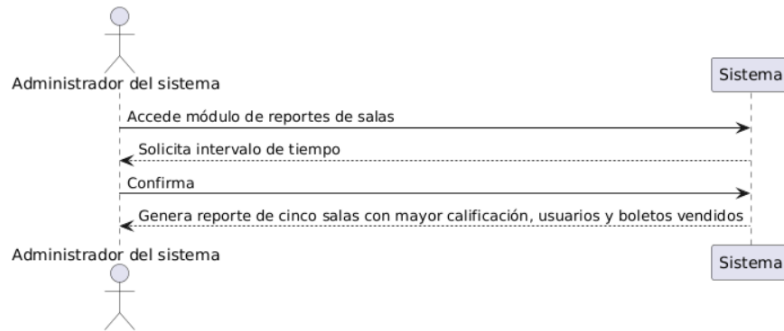 Administrador del sistema
Sistema
Accede módulo de reportes de salas
Solicita intervalo de tiempo
Confirma
Genera reporte de cinco salas con mayor calificación, usuarios y boletos vendidos
Administrador del sistema
Sistema